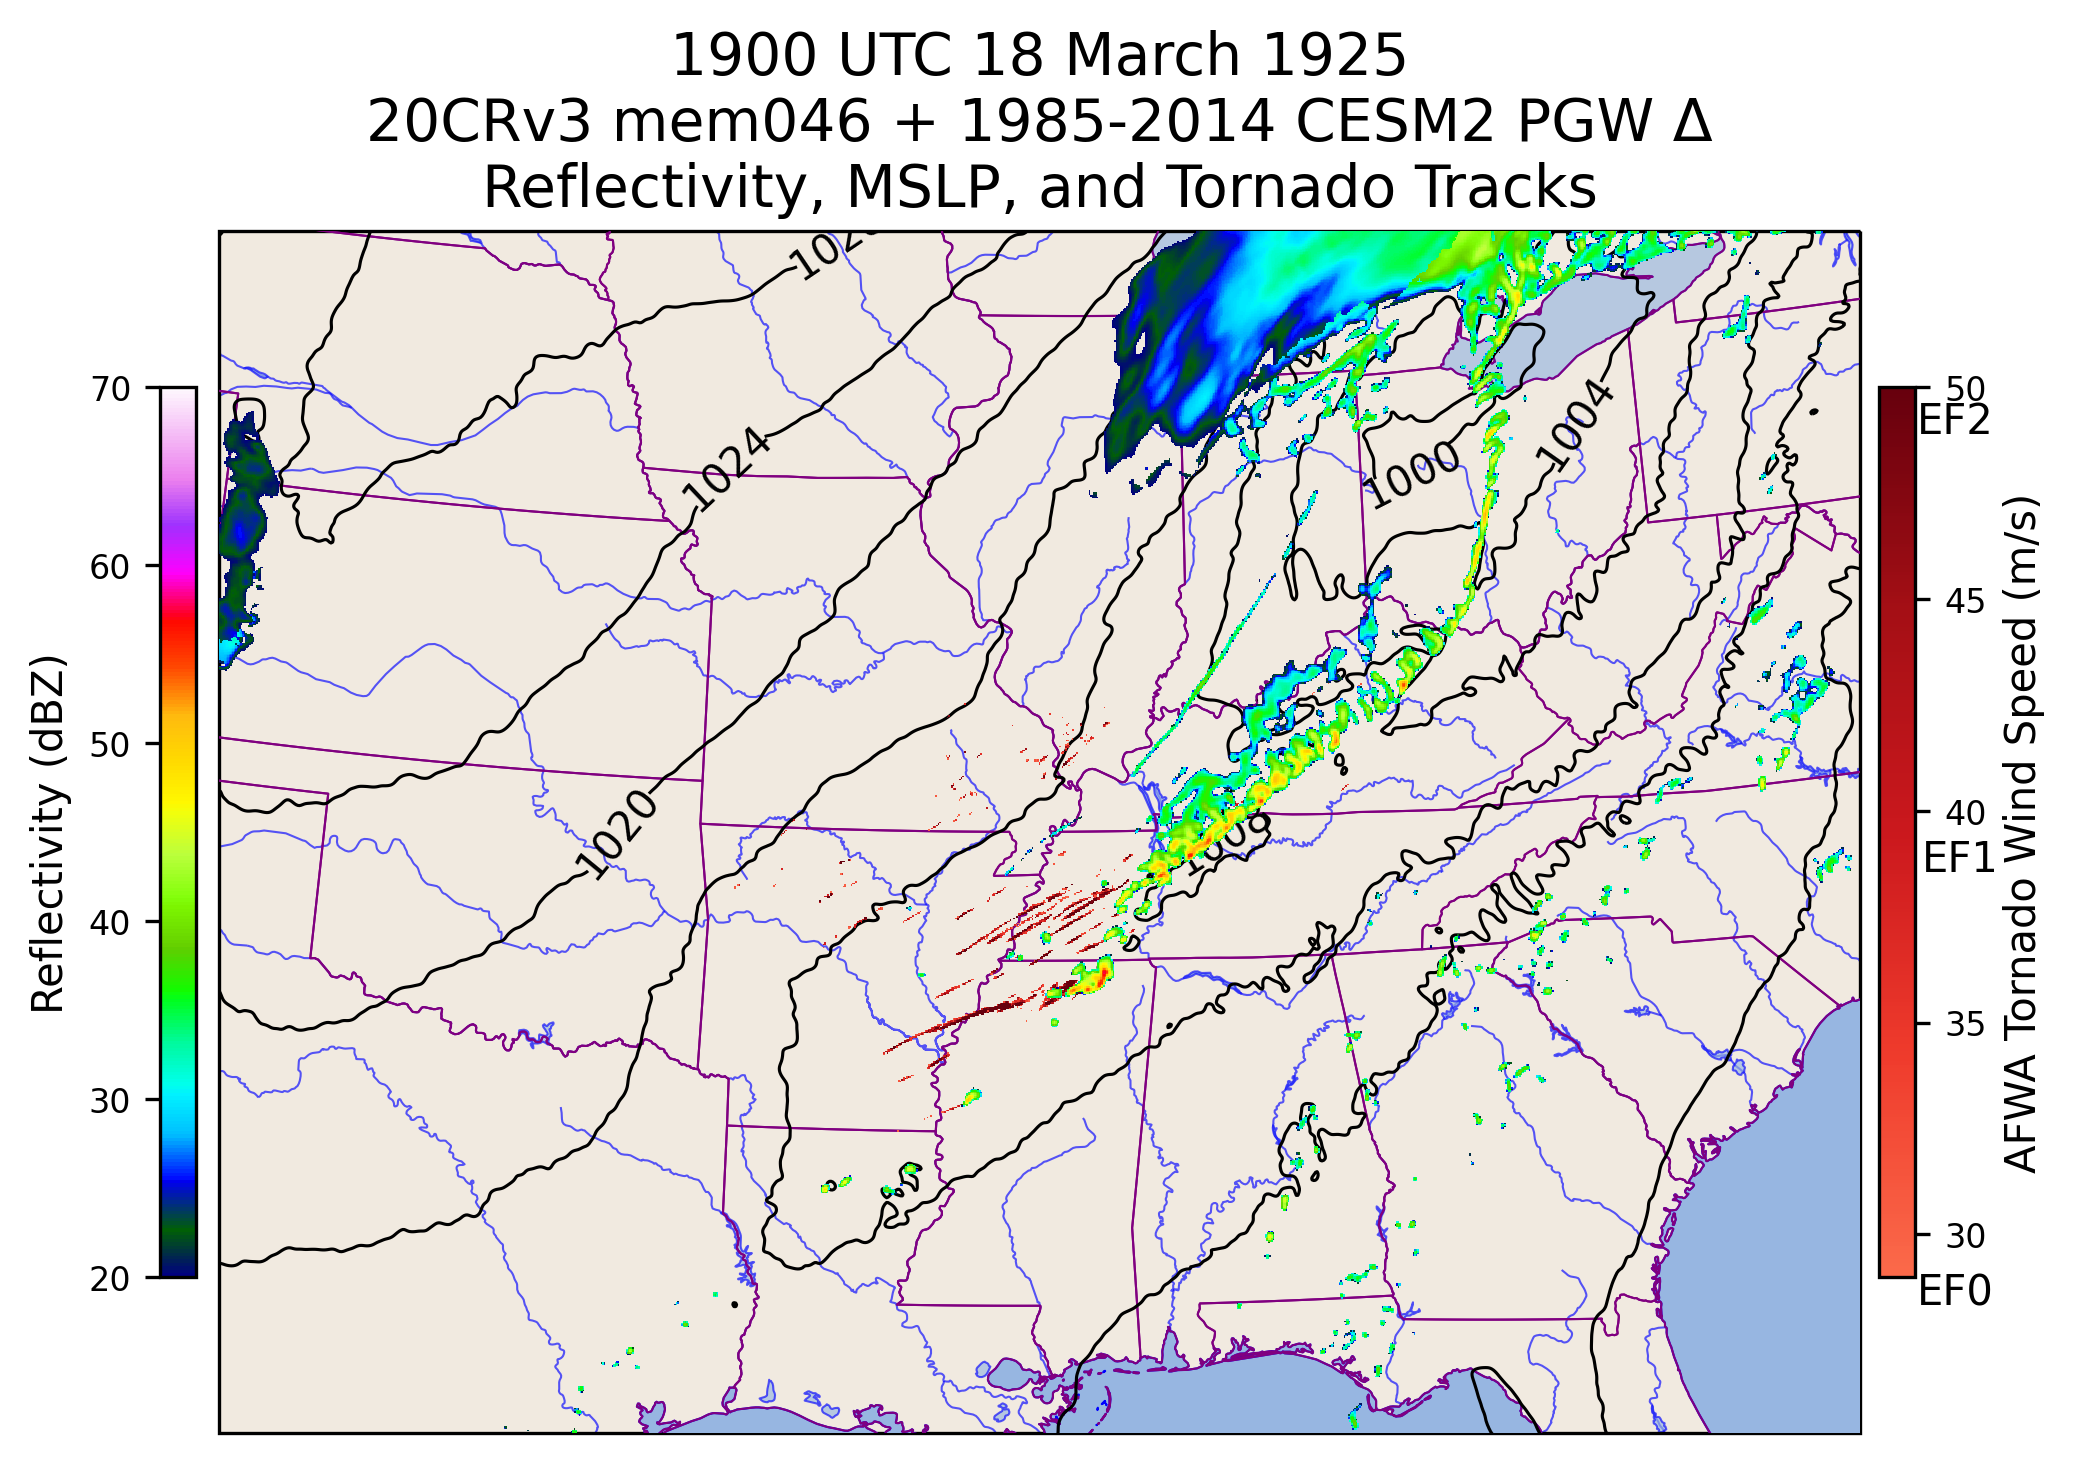 1900 UTC 18 March 1925
20CRv3 mem046 + 1985-2014 CESM2 PGW Δ
Reflectivity, MSLP, and Tornado Tracks
1004
1000
1024
1020
1008
70
60
50
40
30
20
Reflectivity (dBZ)
50
EF2
45
40
EF1
35
30
EF0
AFWA Tornado Wind Speed (m/s)